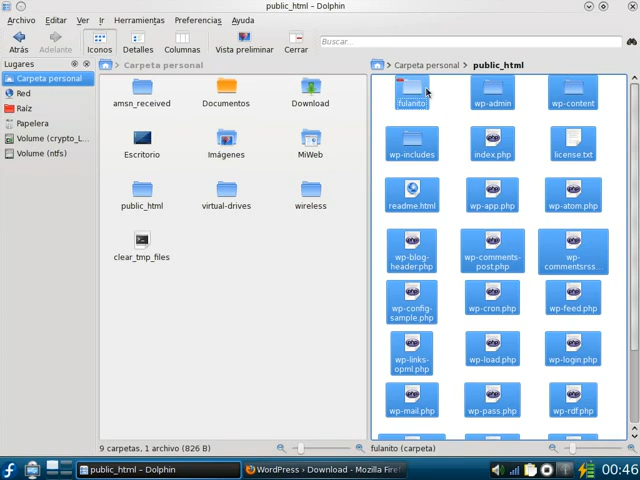 public_html – Dolphin
Archivo Editar Ver Ir Herramientas Preferencias Ayuda
Atrás Adelante Iconos Detalles Columnas Vista preliminar Cerrar Buscar...
Lugares
Carpeta personal
Red
Raíz
Papelera
Volume (crypto_L...
Volume (ntfs)
> Carpeta personal
amsn_received Documentos Download
Escritorio Imágenes MiWeb
public_html virtual-drives wireless
clear_tmp_files
9 carpetas, 1 archivo (826 B)
> Carpeta personal > public_html
fulanito wp-admin wp-content
wp-includes index.php license.txt
readme.html wp-app.php wp-atom.php
wp-blog-header.php wp-comments-post.php wp-commentsrss...
wp-config-sample.php wp-cron.php wp-feed.php
wp-links-opml.php wp-load.php wp-login.php
wp-mail.php wp-pass.php wp-rdf.php
fulanito (carpeta)
public_html – Dolphin WordPress › Download - Mozilla Firef 00:46